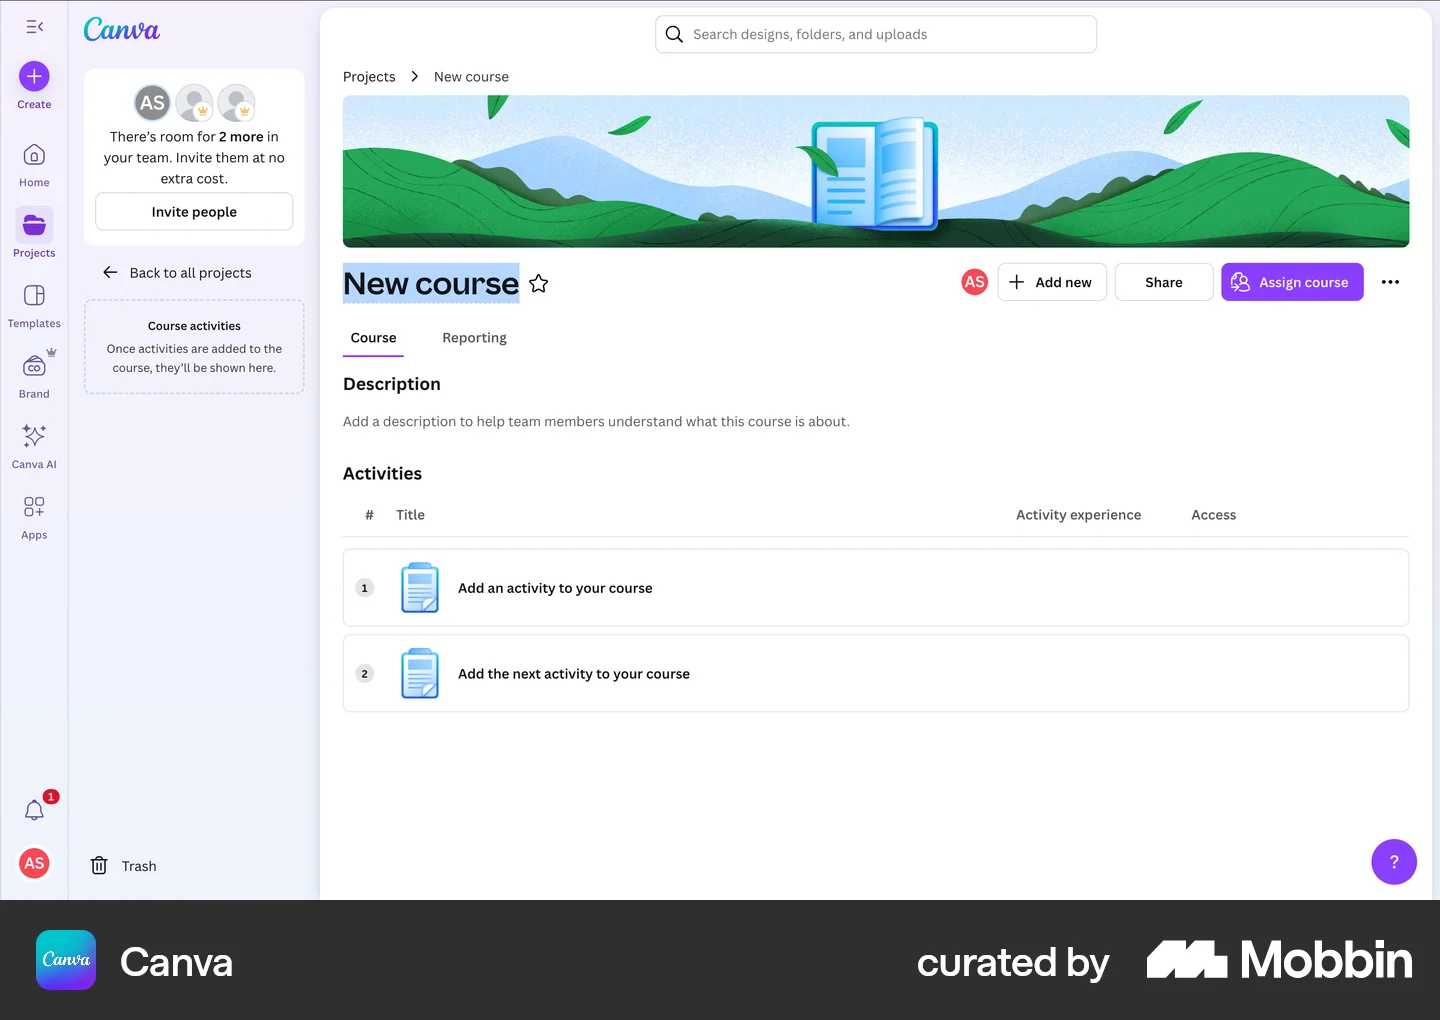 Canva
Search designs, folders, and uploads
Create
Home
Projects
Templates
CO
Brand
Canva AI
Apps
1
AS
AS
There's room for 2 more in
your team. Invite them at no
extra cost.
Invite people
Back to all projects
Course activities
Once activities are added to the
course, they'll be shown here.
Trash
Projects > New course
New course
AS
Add new
Share
Assign course
Course
Reporting
Description
Add a description to help team members understand what this course is about.
Activities
# Title Activity experience Access
1 Add an activity to your course
2 Add the next activity to your course
?
Canva
Canva
curated by
Mobbin